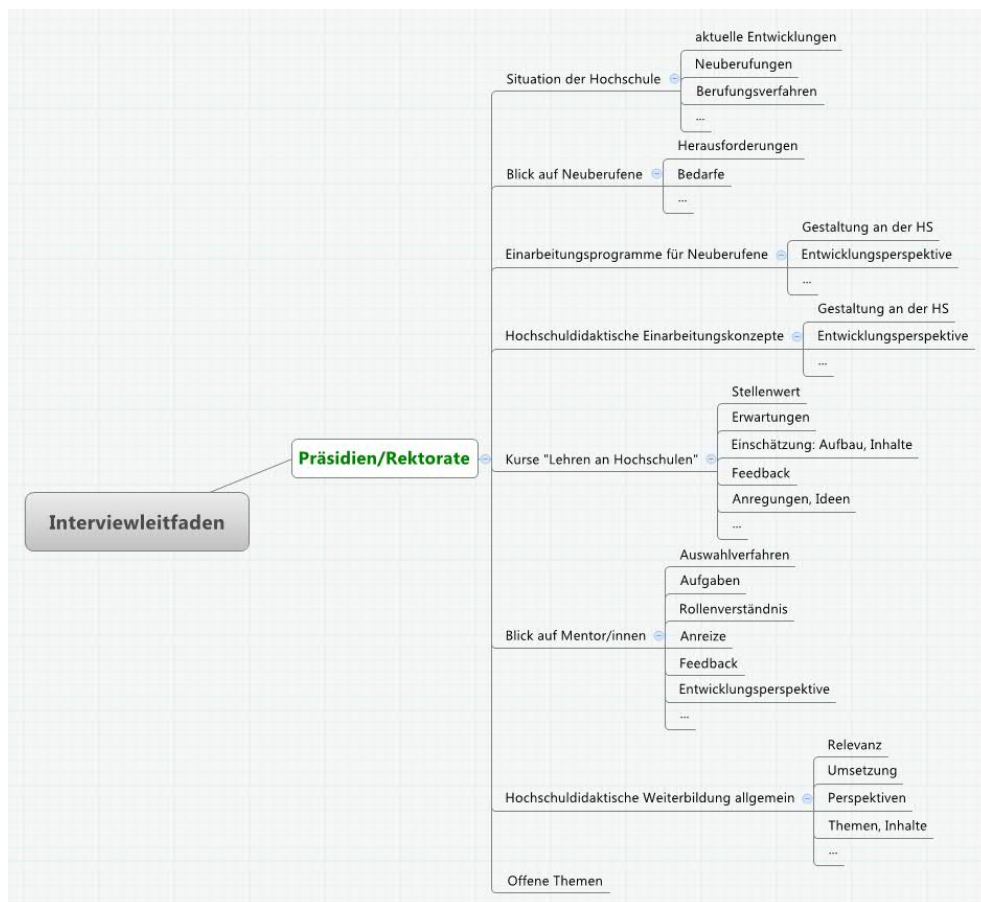 Interviewleitfaden
Präsidien/Rektorate
Situation der Hochschule
aktuelle Entwicklungen
Neuberufungen
Berufungsverfahren
...
Blick auf Neuberufene
Herausforderungen
Bedarfe
...
Einarbeitungsprogramme für Neuberufene
Gestaltung an der HS
Entwicklungsperspektive
...
Hochschuldidaktische Einarbeitungskonzepte
Gestaltung an der HS
Entwicklungsperspektive
...
Kurse "Lehren an Hochschulen"
Stellenwert
Erwartungen
Einschätzung: Aufbau, Inhalte
Feedback
Anregungen, Ideen
...
Blick auf Mentor/innen
Auswahlverfahren
Aufgaben
Rollenverständnis
Anreize
Feedback
Entwicklungsperspektive
...
Hochschuldidaktische Weiterbildung allgemein
Relevanz
Umsetzung
Perspektiven
Themen, Inhalte
...
Offene Themen